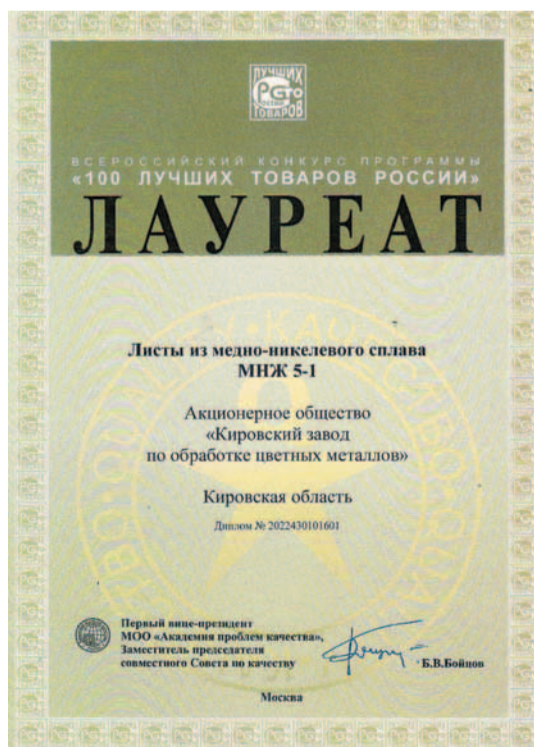 ЛУЧШИХ
ТОВАРОВ
ВСЕРОССИЙСКИЙ КОНКУРС ПРОГРАММЫ
«100 ЛУЧШИХ ТОВАРОВ РОССИИ»
ЛАУРЕАТ
Листы из медно-никелевого сплава
МНЖ 5-1
Акционерное общество
«Кировский завод
по обработке цветных металлов»
Кировская область
Диплом № 2022430101601
Первый вице-президент
МОО «Академия проблем качества»,
Заместитель председателя
совместного Совета по качеству
Б.В.Бойцов
Москва